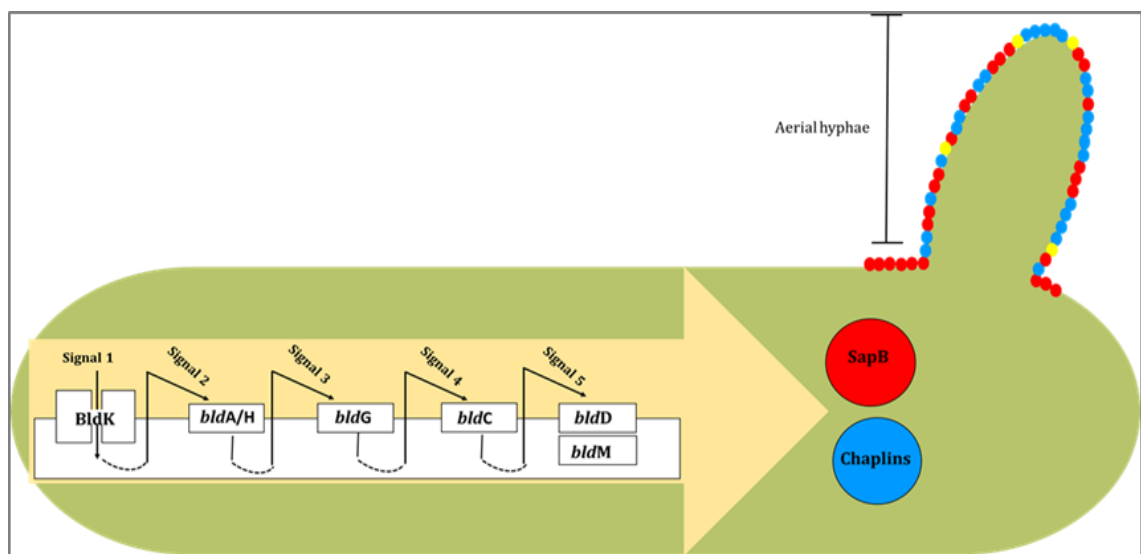 Aerial hyphae
Signal 1
Signal 2
Signal 3
Signal 4
Signal 5
BldK
bldA/H
bldG
bldC
bldD
bldM
SapB
Chaplins